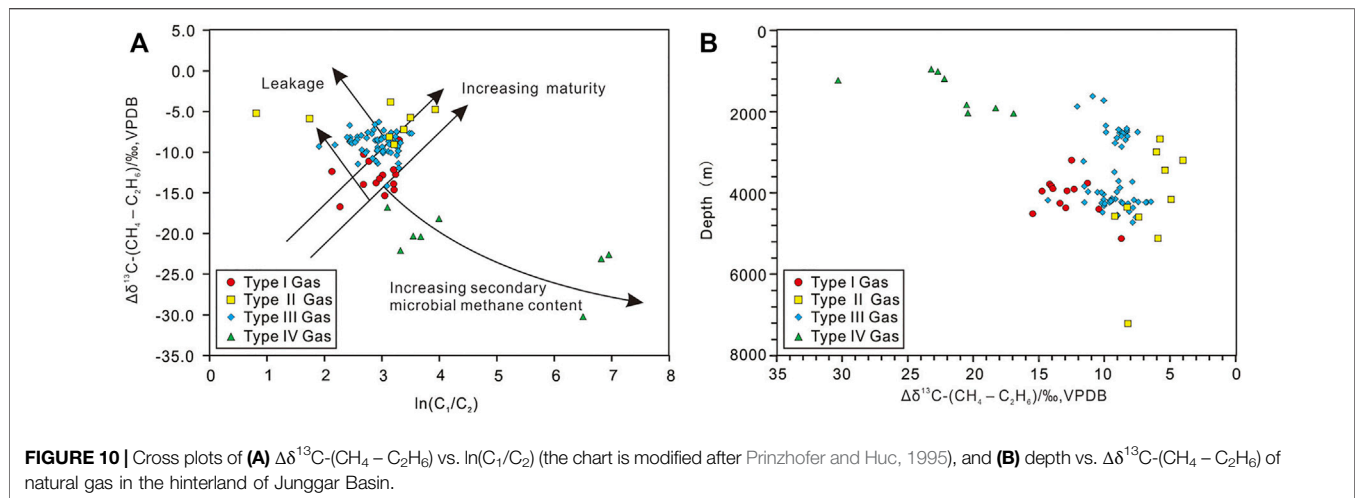 A
5.0
0.0
-5.0
-10.0
-15.0
-20.0
-25.0
-30.0
-35.0
Δδ¹³C-(CH₄ – C₂H₆)/‰,VPDB
Leakage
Increasing maturity
Increasing secondary
microbial methane content
Type I Gas
Type II Gas
Type III Gas
Type IV Gas
0 1 2 3 4 5 6 7 8
ln(C₁/C₂)
B
0
2000
4000
6000
8000
Depth (m)
Type I Gas
Type II Gas
Type III Gas
Type IV Gas
35 30 25 20 15 10 5 0
Δδ¹³C-(CH₄ – C₂H₆)/‰,VPDB
FIGURE 10 | Cross plots of (A) Δδ¹³C-(CH₄ – C₂H₆) vs. ln(C₁/C₂) (the chart is modified after Prinzhofer and Huc, 1995), and (B) depth vs. Δδ¹³C-(CH₄ – C₂H₆) of
natural gas in the hinterland of Junggar Basin.